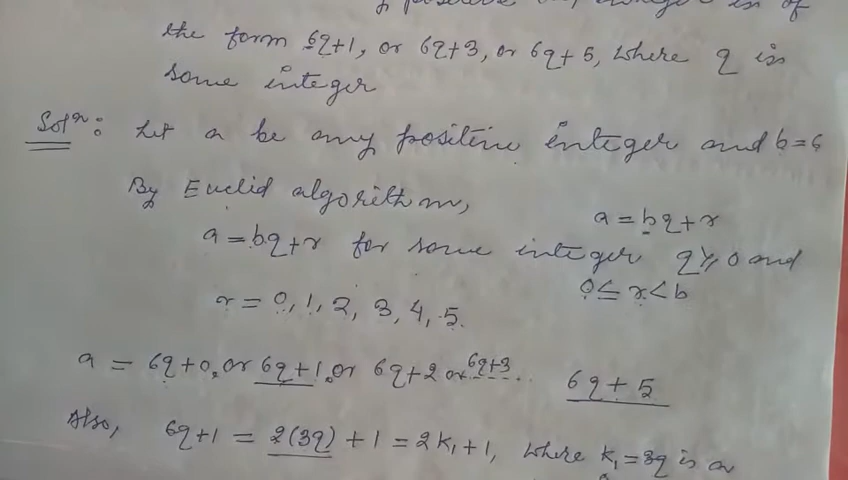 the form 6q+1, or 6q+3, or 6q+5, where q is
some integer
Solⁿ: Let a be any positive integer and b=6
By Euclid algorithm,
a = bq+r
a = bq+r for some integer q ≥ 0 and
0 ≤ r < b
r = 0, 1, 2, 3, 4, 5.
a = 6q+0, or 6q+1, or 6q+2 or 6q+3 ... 6q+5
Also, 6q+1 = 2(3q)+1 = 2k₁+1, where k₁=3q is a